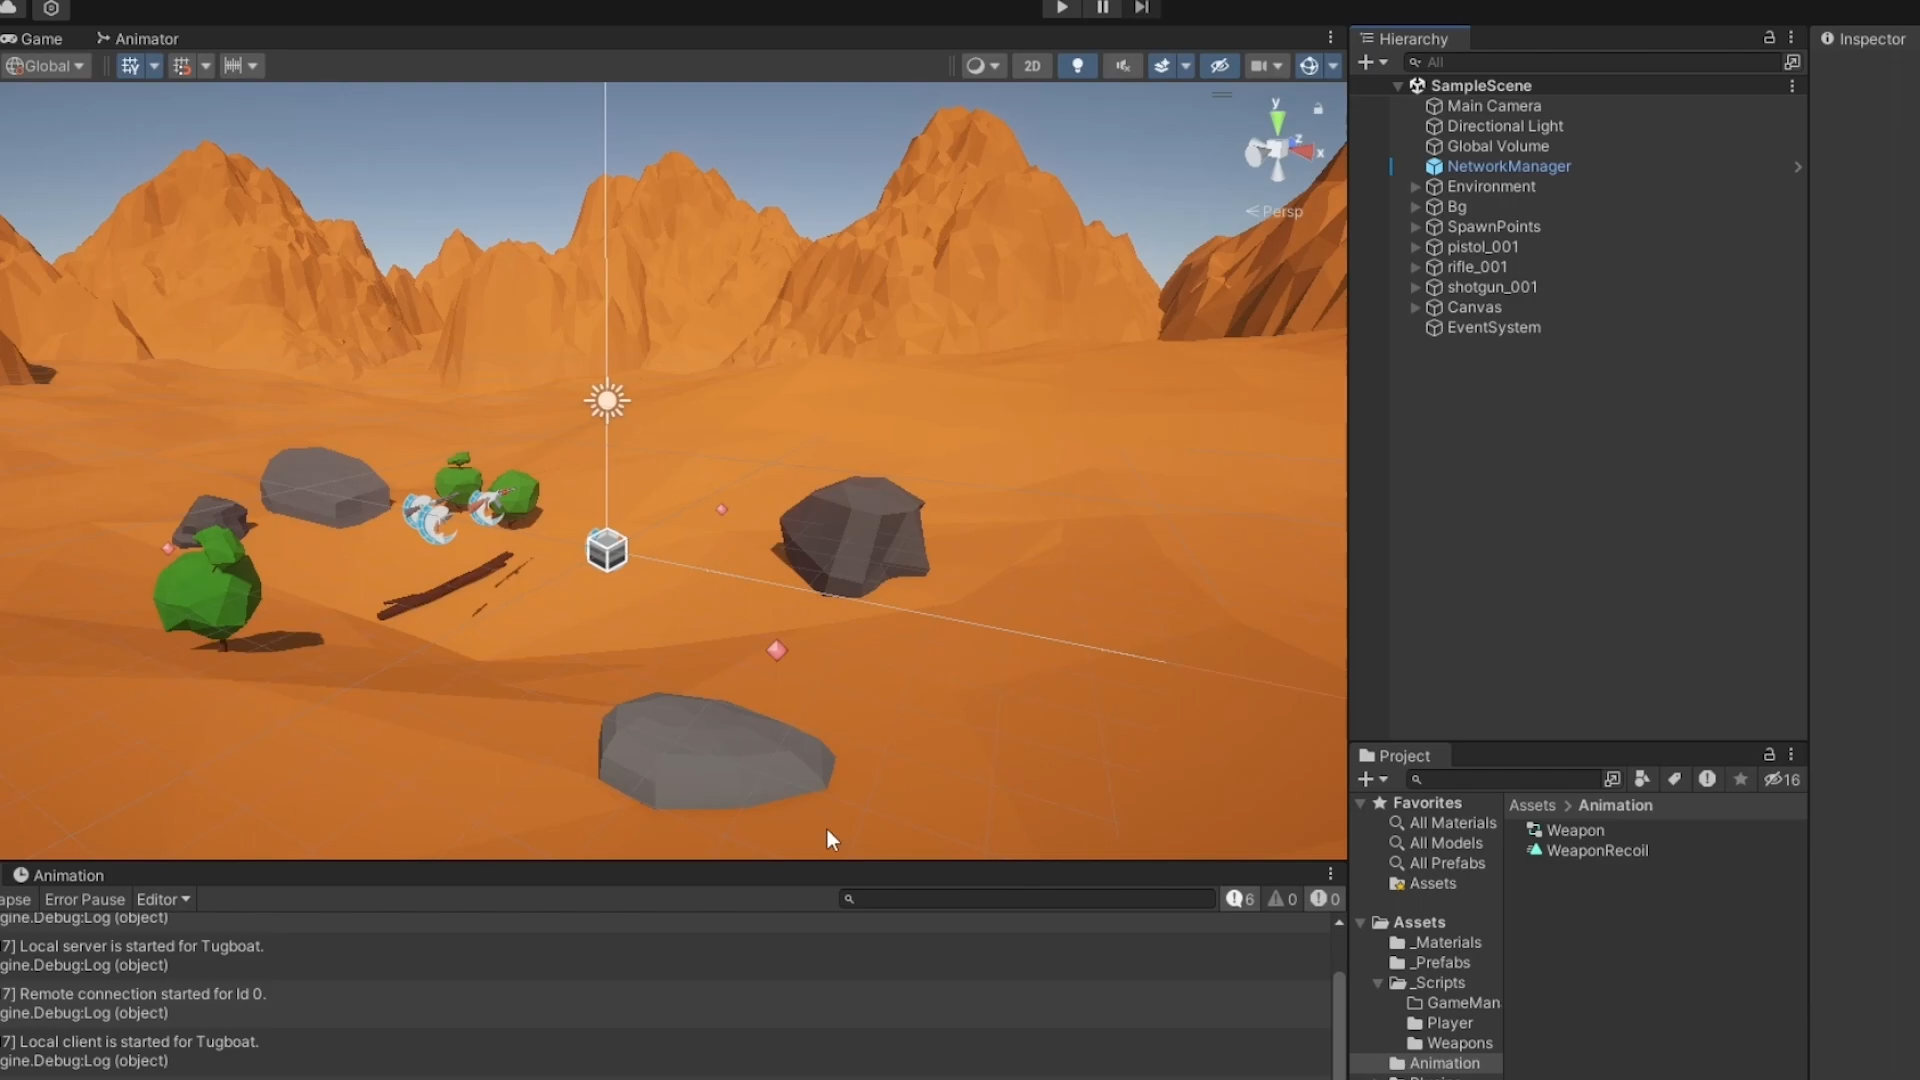 Game
Animator
Global
2D
y
z
x
Persp
Hierarchy
All
SampleScene
Main Camera
Directional Light
Global Volume
NetworkManager
Environment
Bg
SpawnPoints
pistol_001
rifle_001
shotgun_001
Canvas
EventSystem
Inspector
Project
16
Favorites
All Materials
All Models
All Prefabs
Assets
Assets
_Materials
_Prefabs
_Scripts
GameMan
Player
Weapons
Animation
Assets > Animation
Weapon
WeaponRecoil
Animation
apse
Error Pause
Editor
6
0
0
gine.Debug:Log (object)
7] Local server is started for Tugboat.
gine.Debug:Log (object)
7] Remote connection started for Id 0.
gine.Debug:Log (object)
7] Local client is started for Tugboat.
gine.Debug:Log (object)